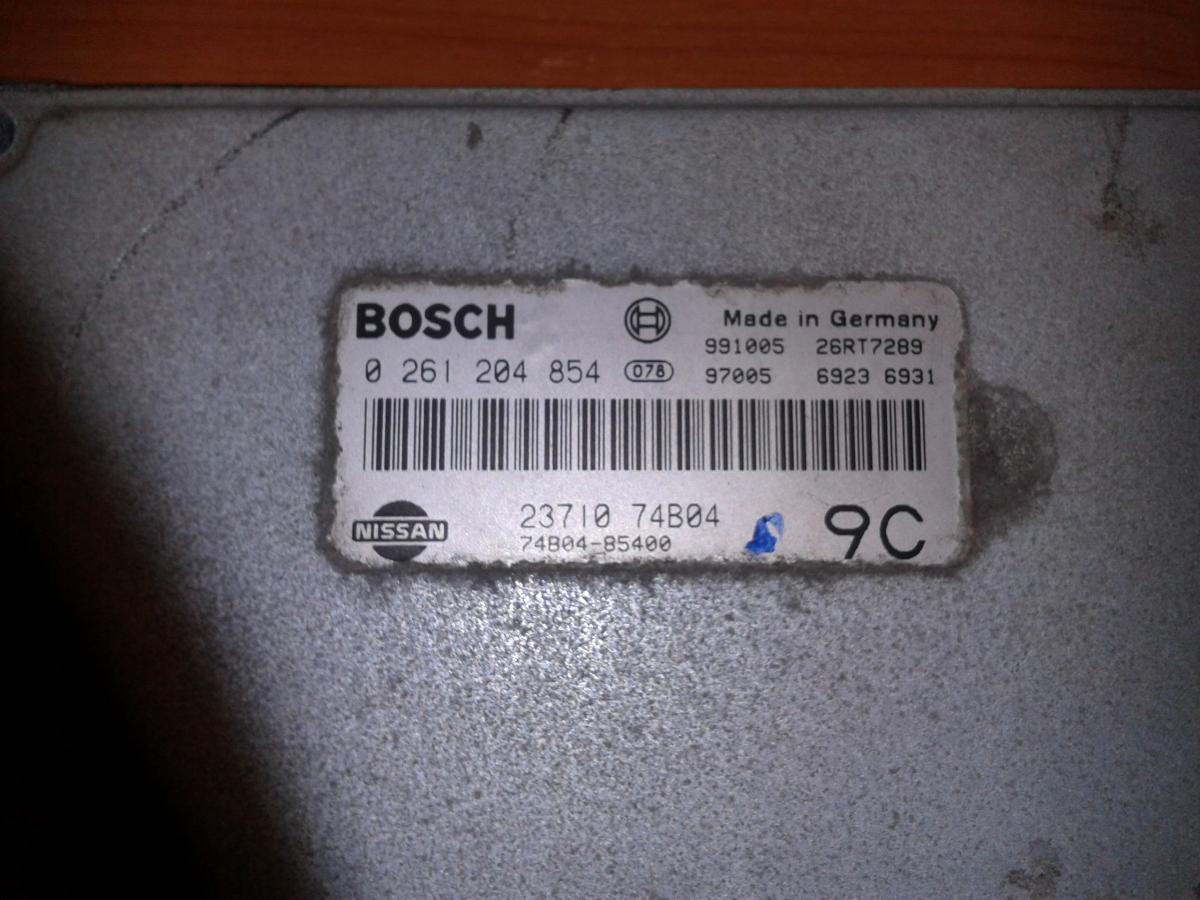 BOSCH Made in Germany
991005 26RT7289
0 261 204 854 078 97005 6923 6931
NISSAN 23710 74B04 9C
74B04-85400